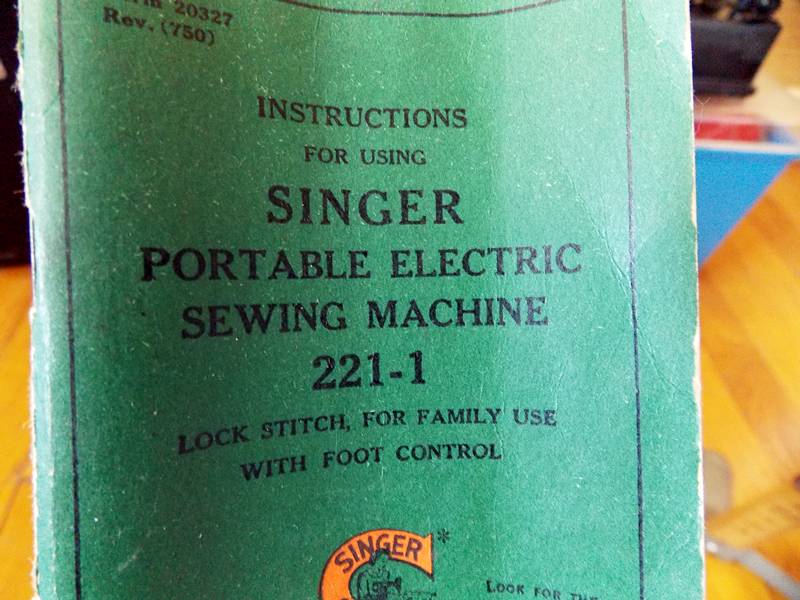 20327
Rev. (750)
INSTRUCTIONS
FOR USING
SINGER
PORTABLE ELECTRIC
SEWING MACHINE
221-1
LOCK STITCH, FOR FAMILY USE
WITH FOOT CONTROL
SINGER *
LOOK FOR THE